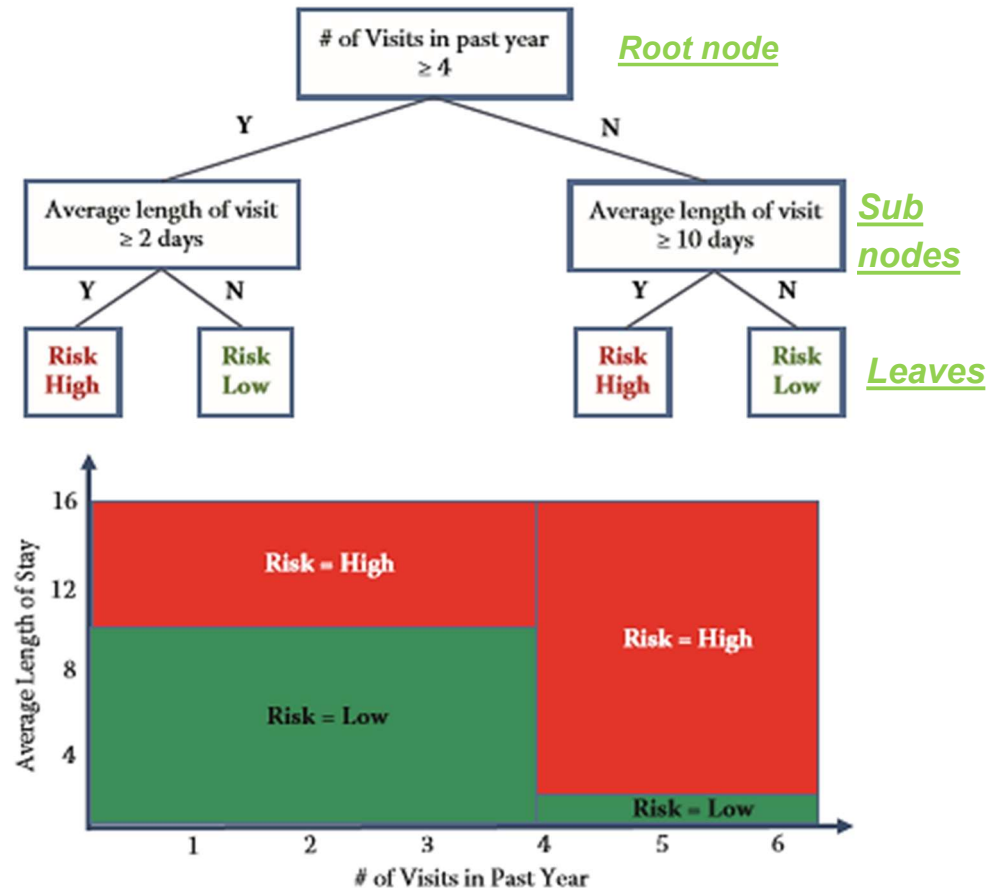 # of Visits in past year
≥ 4
Root node
Y
N
Average length of visit
≥ 2 days
Average length of visit
≥ 10 days
Sub
nodes
Y
N
Y
N
Risk
High
Risk
Low
Risk
High
Risk
Low
Leaves
16
12
8
4
Average Length of Stay
Risk = High
Risk = High
Risk = Low
Risk = Low
1 2 3 4 5 6
# of Visits in Past Year